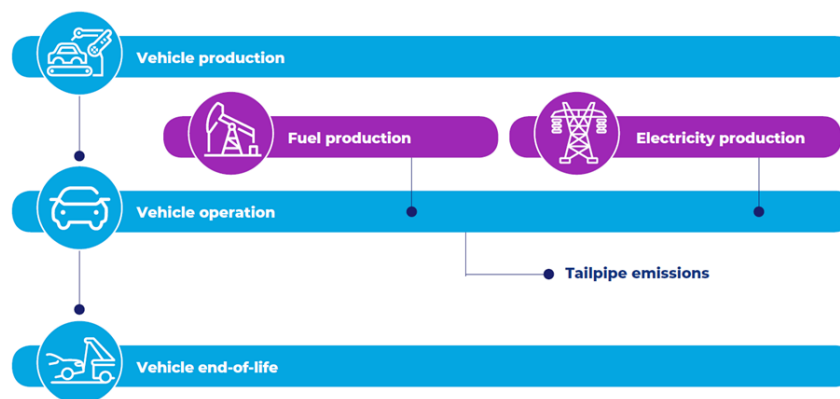 Vehicle production
Fuel production
Electricity production
Vehicle operation
Tailpipe emissions
Vehicle end-of-life